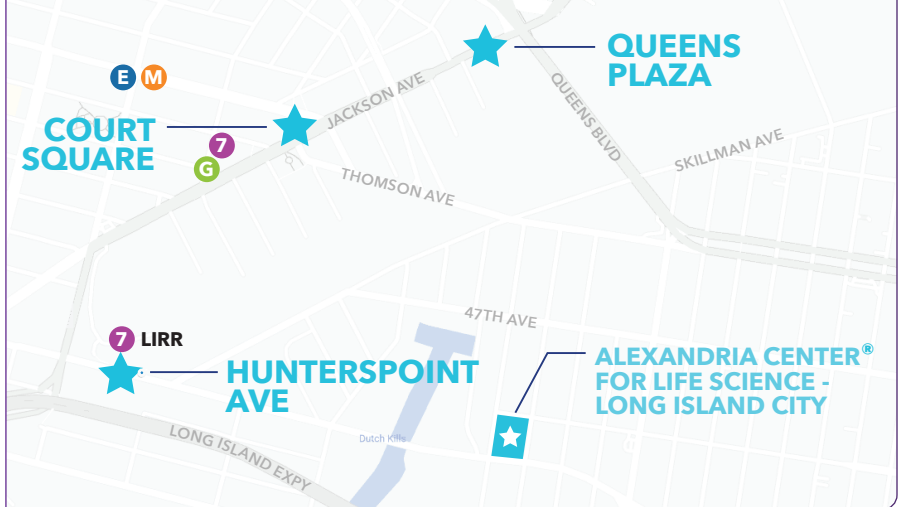 QUEENS
PLAZA
E M
JACKSON AVE
QUEENS BLVD
COURT
SQUARE
7
G
SKILLMAN AVE
THOMSON AVE
47TH AVE
7 LIRR
HUNTERSPOINT
AVE
ALEXANDRIA CENTER®
FOR LIFE SCIENCE -
LONG ISLAND CITY
LONG ISLAND EXPY
Dutch Kills